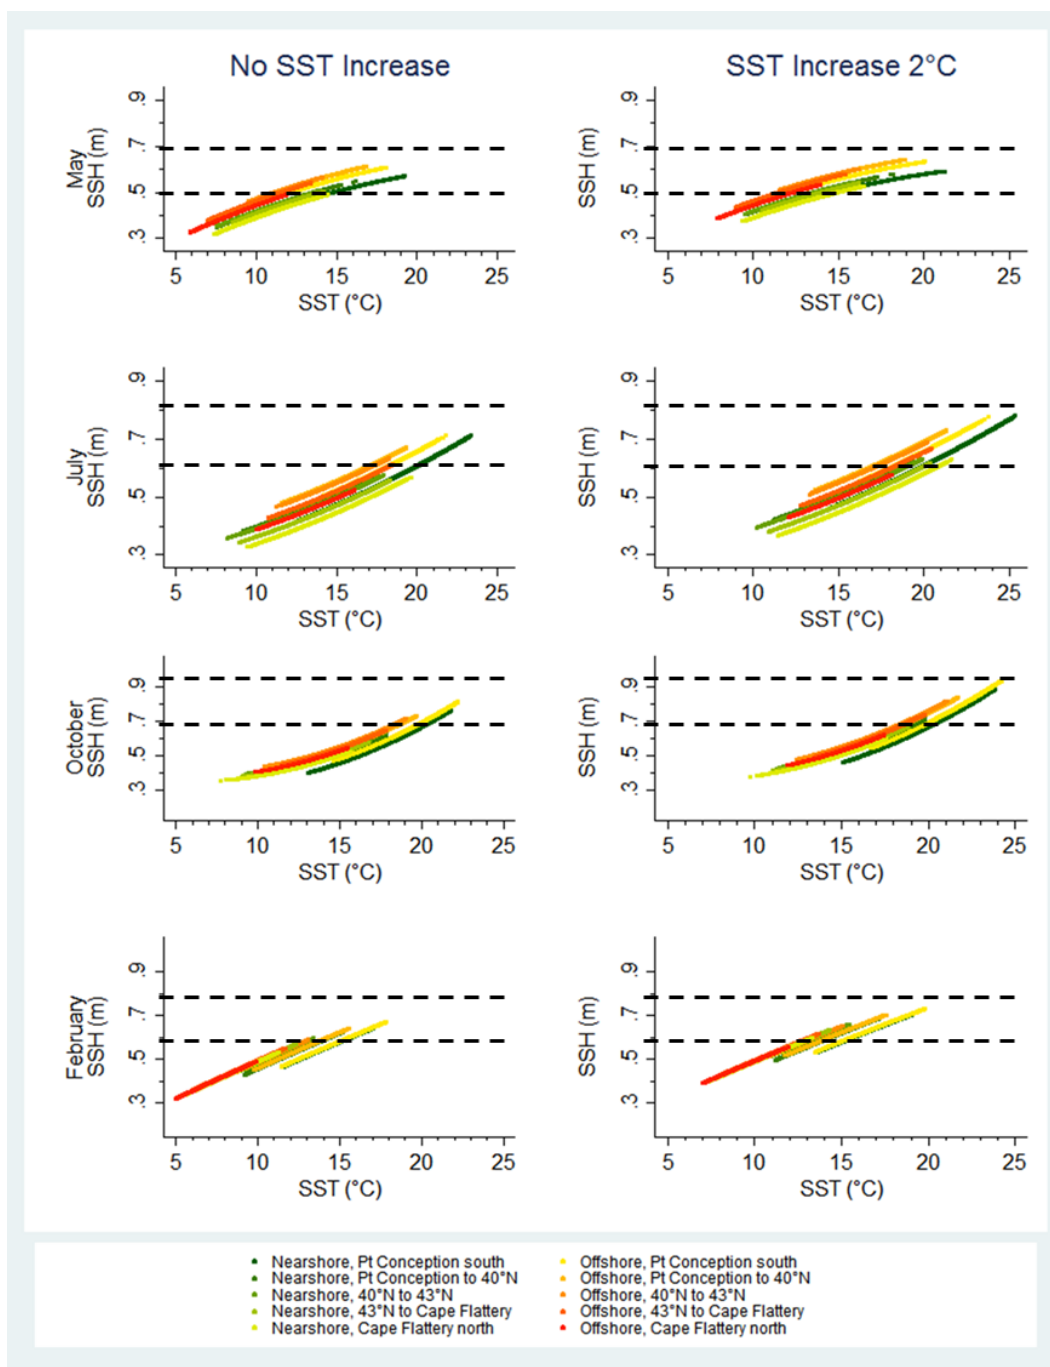 No SST Increase
SST Increase 2°C
May
SSH (m)
.3 .5 .7 .9
5 10 15 20 25
SST (°C)
SSH (m)
.3 .5 .7 .9
5 10 15 20 25
SST (°C)
July
SSH (m)
.3 .5 .7 .9
5 10 15 20 25
SST (°C)
SSH (m)
.3 .5 .7 .9
5 10 15 20 25
SST (°C)
October
SSH (m)
.3 .5 .7 .9
5 10 15 20 25
SST (°C)
SSH (m)
.3 .5 .7 .9
5 10 15 20 25
SST (°C)
February
SSH (m)
.3 .5 .7 .9
5 10 15 20 25
SST (°C)
SSH (m)
.3 .5 .7 .9
5 10 15 20 25
SST (°C)
Nearshore, Pt Conception south
Nearshore, Pt Conception to 40°N
Nearshore, 40°N to 43°N
Nearshore, 43°N to Cape Flattery
Nearshore, Cape Flattery north
Offshore, Pt Conception south
Offshore, Pt Conception to 40°N
Offshore, 40°N to 43°N
Offshore, 43°N to Cape Flattery
Offshore, Cape Flattery north